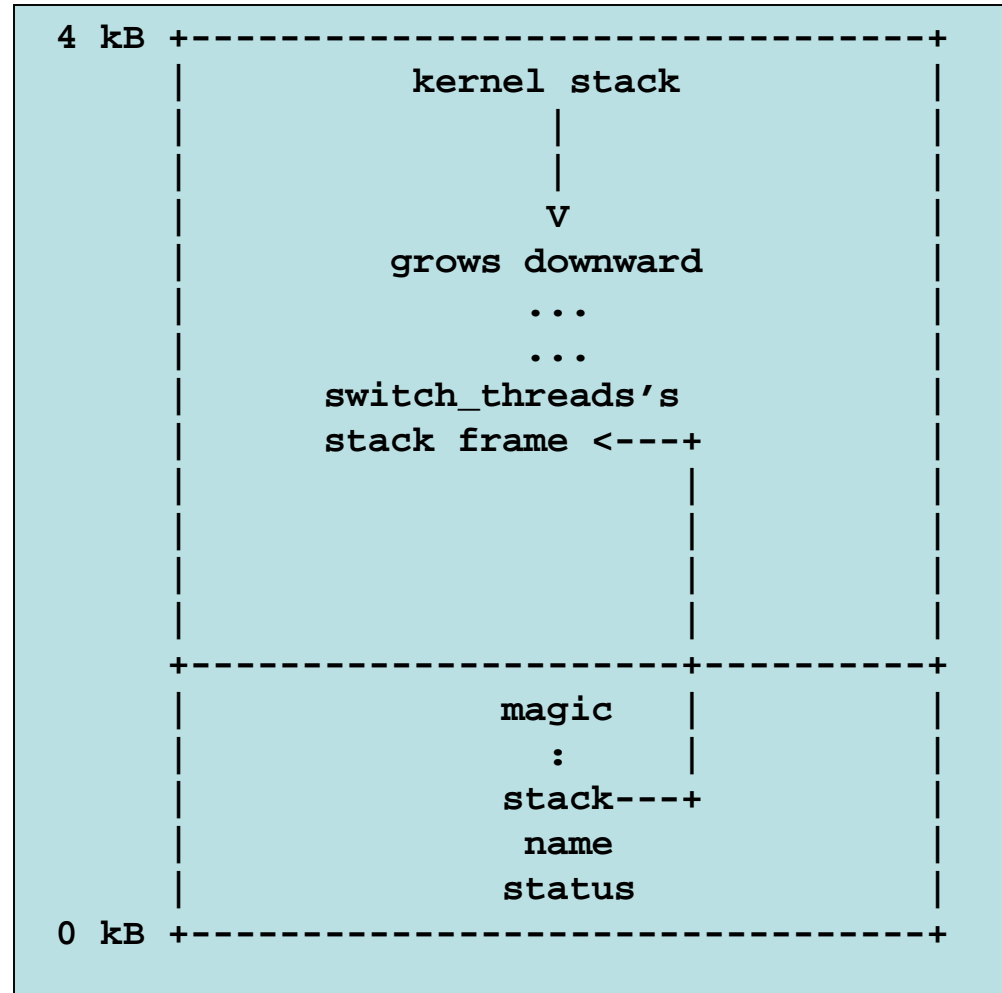 4 kB +---------------------------------+
|          kernel stack           |
|                |                |
|                |                |
|                V                |
|         grows downward          |
|               ...               |
|               ...               |
|      switch_threads's           |
|      stack frame <---+          |
|                      |          |
|                      |          |
|                      |          |
|                      |          |
+----------------------+----------+
|              magic   |          |
|                :     |          |
|              stack---+          |
|               name              |
|              status             |
0 kB +---------------------------------+